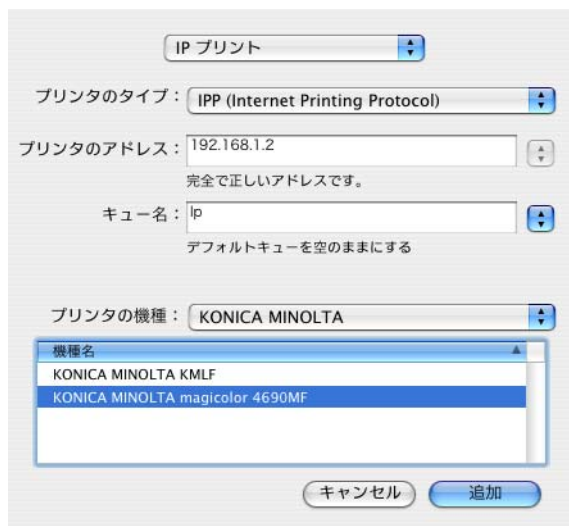 IP プリント
プリンタのタイプ： IPP (Internet Printing Protocol)
プリンタのアドレス： 192.168.1.2
完全で正しいアドレスです。
キュー名： lp
デフォルトキューを空のままにする
プリンタの機種： KONICA MINOLTA
機種名
KONICA MINOLTA KMLF
KONICA MINOLTA magicolor 4690MF
キャンセル 追加